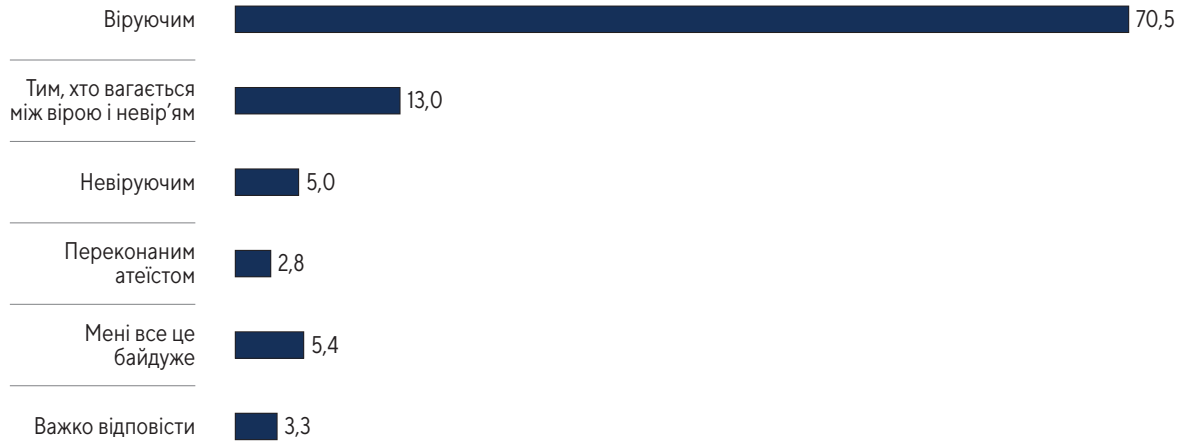 Віруючим
70,5
Тим, хто вагається
між вірою і невір’ям
13,0
Невіруючим
5,0
Переконаним
атеїстом
2,8
Мені все це
байдуже
5,4
Важко відповісти
3,3